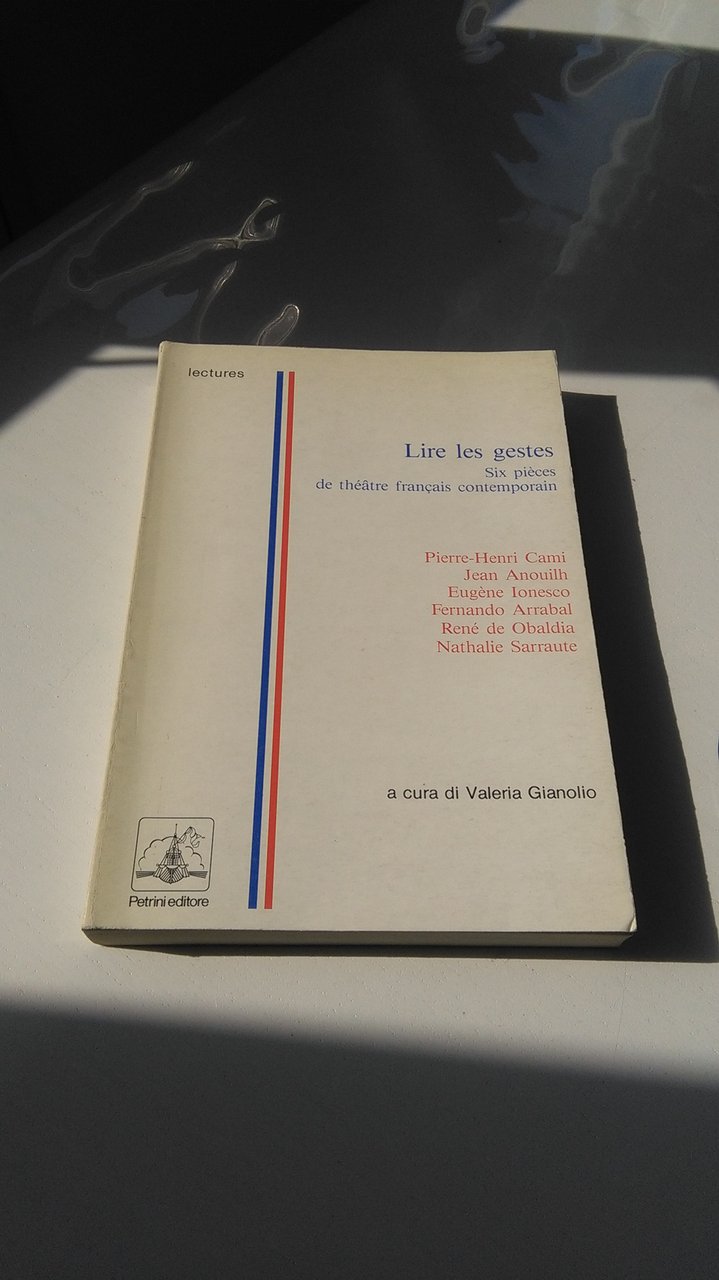 lectures
Lire les gestes
Six pièces
de théâtre français contemporain
Pierre-Henri Cami
Jean Anouilh
Eugène Ionesco
Fernando Arrabal
René de Obaldia
Nathalie Sarraute
a cura di Valeria Gianolio
Petrini editore